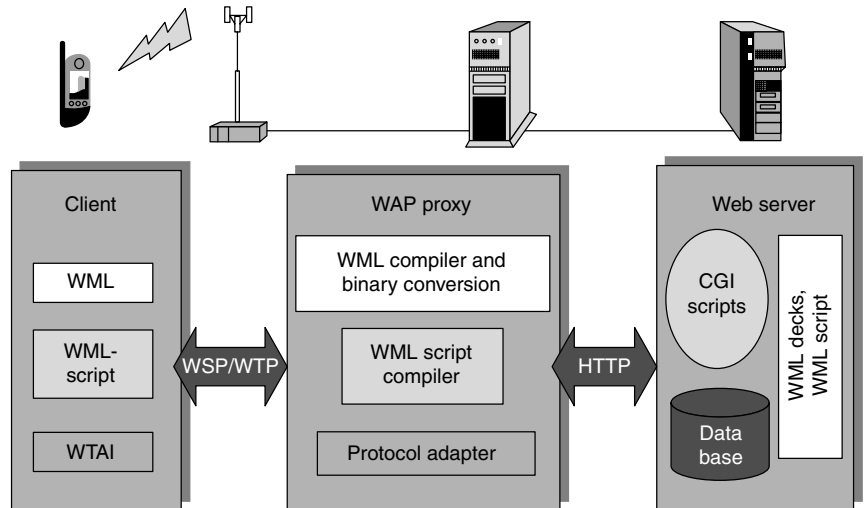 Client
WML
WML-
script
WTAI
WSP/WTP
WAP proxy
WML compiler and
binary conversion
WML script
compiler
Protocol adapter
HTTP
Web server
CGI
scripts
Data
base
WML decks,
WML script